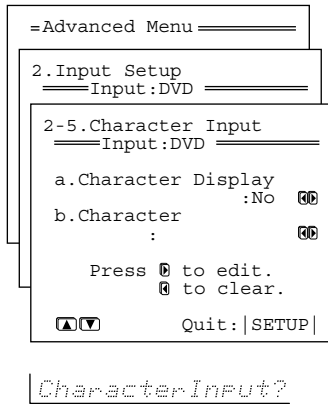 Advanced Menu
2.Input Setup
Input:DVD
2-5.Character Input
Input:DVD
a.Character Display
:No
b.Character
:
Press to edit.
to clear.
Quit:|SETUP|
CharacterInput?